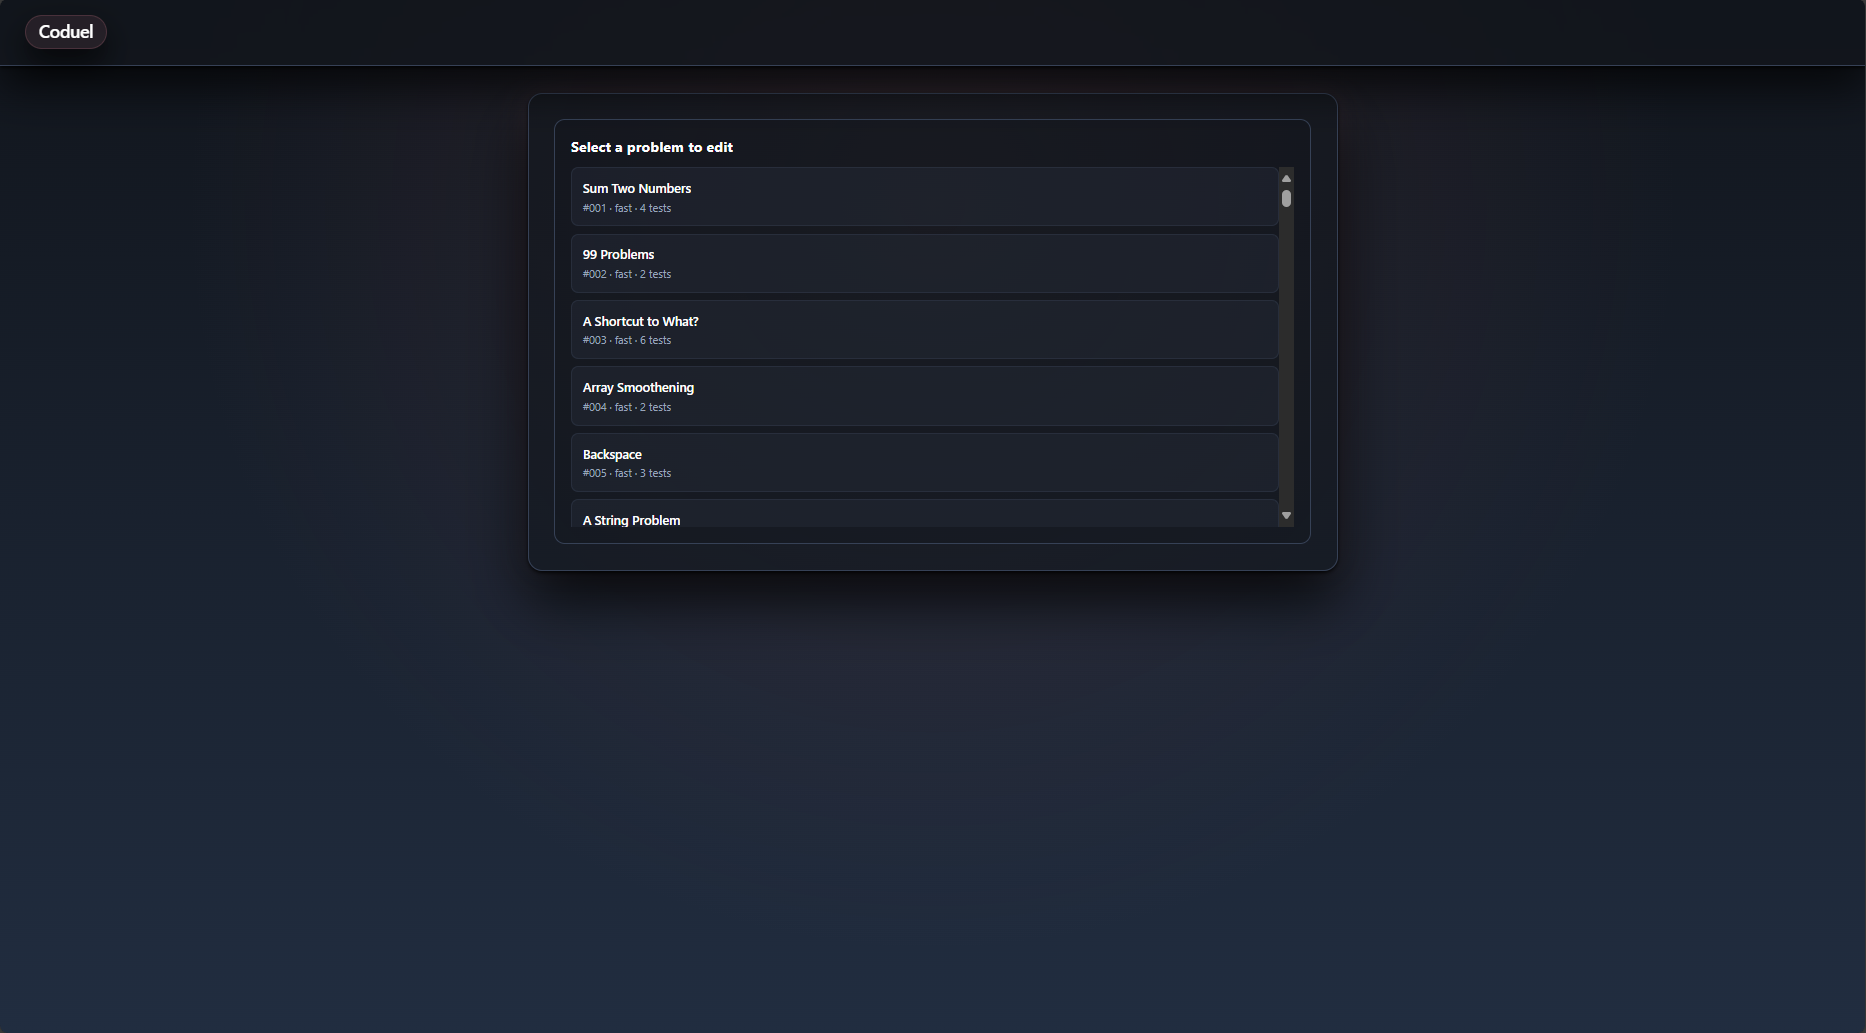 Coduel
Select a problem to edit
Sum Two Numbers
#001 · fast · 4 tests
99 Problems
#002 · fast · 2 tests
A Shortcut to What?
#003 · fast · 6 tests
Array Smoothening
#004 · fast · 2 tests
Backspace
#005 · fast · 3 tests
A String Problem